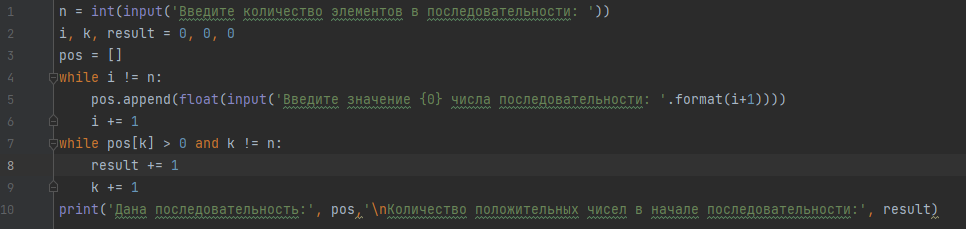 1 n = int(input('Введите количество элементов в последовательности: '))
2 i, k, result = 0, 0, 0
3 pos = []
4 while i != n:
5     pos.append(float(input('Введите значение {0} числа последовательности: '.format(i+1))))
6     i += 1
7 while pos[k] > 0 and k != n:
8     result += 1
9     k += 1
10 print('Дана последовательность:', pos,'\nКоличество положительных чисел в начале последовательности:', result)